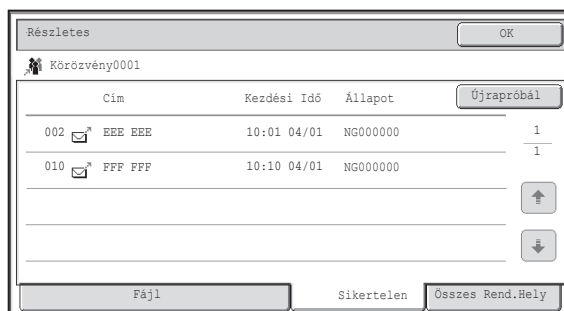 Részletes OK
Körözvény0001
Cím Kezdési Idő Állapot Újrapróbál
002 EEE EEE 10:01 04/01 NG000000 1
1
010 FFF FFF 10:10 04/01 NG000000
Fájl Sikertelen Összes Rend.Hely